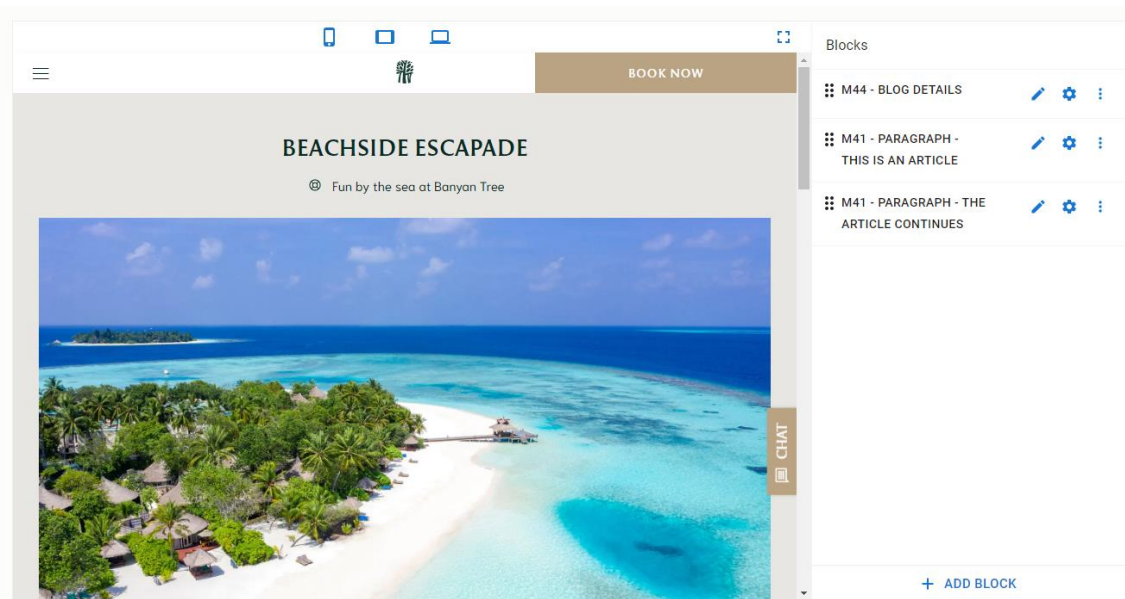 Blocks
BOOK NOW
BEACHSIDE ESCAPADE
Fun by the sea at Banyan Tree
CHAT
M44 - BLOG DETAILS
M41 - PARAGRAPH -
THIS IS AN ARTICLE
M41 - PARAGRAPH - THE
ARTICLE CONTINUES
+ ADD BLOCK